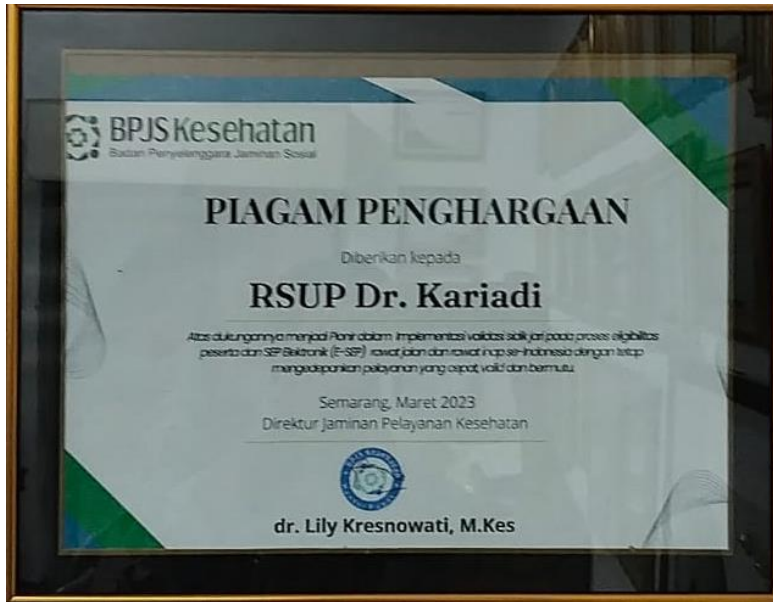 BPJS Kesehatan
Badan Penyelenggara Jaminan Sosial
PIAGAM PENGHARGAAN
Diberikan kepada
RSUP Dr. Kariadi
Atas dukungannya menjadi Pionir dalam Implementasi validasi sidik jari pada proses eligibilitas
peserta dan SEP Elektronik (E-SEP) rawat jalan dan rawat inap se-Indonesia dengan tetap
mengedepankan pelayanan yang cepat, valid dan bermutu.
Semarang, Maret 2023
Direktur Jaminan Pelayanan Kesehatan
BPJS KESEHATAN
dr. Lily Kresnowati, M.Kes